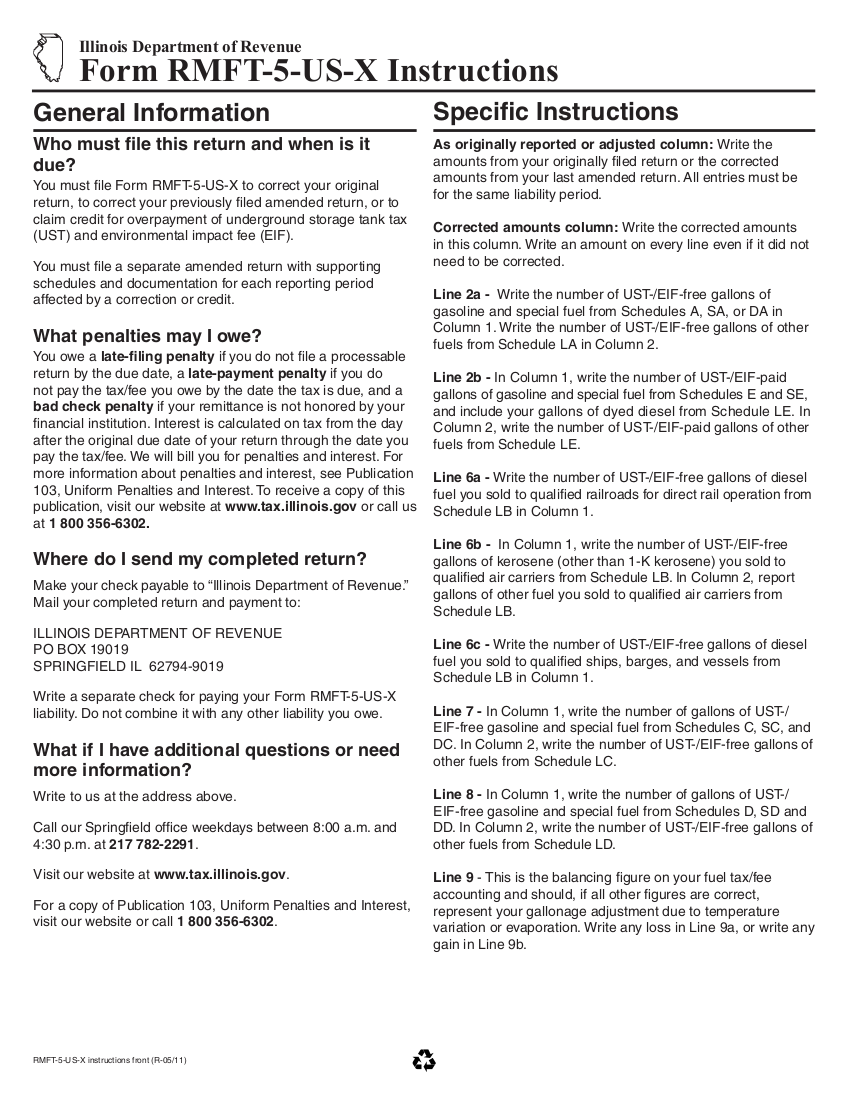 Illinois Department of Revenue
Form RMFT-5-US-X Instructions
General Information
Who must file this return and when is it
due?
You must file Form RMFT-5-US-X to correct your original
return, to correct your previously filed amended return, or to
claim credit for overpayment of underground storage tank tax
(UST) and environmental impact fee (EIF).
You must file a separate amended return with supporting
schedules and documentation for each reporting period
affected by a correction or credit.
What penalties may I owe?
You owe a late-filing penalty if you do not file a processable
return by the due date, a late-payment penalty if you do
not pay the tax/fee you owe by the date the tax is due, and a
bad check penalty if your remittance is not honored by your
financial institution. Interest is calculated on tax from the day
after the original due date of your return through the date you
pay the tax/fee. We will bill you for penalties and interest. For
more information about penalties and interest, see Publication
103, Uniform Penalties and Interest. To receive a copy of this
publication, visit our website at www.tax.illinois.gov or call us
at 1 800 356-6302.
Where do I send my completed return?
Make your check payable to “Illinois Department of Revenue.”
Mail your completed return and payment to:
ILLINOIS DEPARTMENT OF REVENUE
PO BOX 19019
SPRINGFIELD IL  62794-9019
Write a separate check for paying your Form RMFT-5-US-X
liability. Do not combine it with any other liability you owe.
What if I have additional questions or need
more information?
Write to us at the address above.
Call our Springfield office weekdays between 8:00 a.m. and
4:30 p.m. at 217 782-2291.
Visit our website at www.tax.illinois.gov.
For a copy of Publication 103, Uniform Penalties and Interest,
visit our website or call 1 800 356-6302.
Specific Instructions
As originally reported or adjusted column: Write the
amounts from your originally filed return or the corrected
amounts from your last amended return. All entries must be
for the same liability period.
Corrected amounts column: Write the corrected amounts
in this column. Write an amount on every line even if it did not
need to be corrected.
Line 2a -  Write the number of UST-/EIF-free gallons of
gasoline and special fuel from Schedules A, SA, or DA in
Column 1. Write the number of UST-/EIF-free gallons of other
fuels from Schedule LA in Column 2.
Line 2b - In Column 1, write the number of UST-/EIF-paid
gallons of gasoline and special fuel from Schedules E and SE,
and include your gallons of dyed diesel from Schedule LE. In
Column 2, write the number of UST-/EIF-paid gallons of other
fuels from Schedule LE.
Line 6a - Write the number of UST-/EIF-free gallons of diesel
fuel you sold to qualified railroads for direct rail operation from
Schedule LB in Column 1.
Line 6b -  In Column 1, write the number of UST-/EIF-free
gallons of kerosene (other than 1-K kerosene) you sold to
qualified air carriers from Schedule LB. In Column 2, report
gallons of other fuel you sold to qualified air carriers from
Schedule LB.
Line 6c - Write the number of UST-/EIF-free gallons of diesel
fuel you sold to qualified ships, barges, and vessels from
Schedule LB in Column 1.
Line 7 - In Column 1, write the number of gallons of UST-/
EIF-free gasoline and special fuel from Schedules C, SC, and
DC. In Column 2, write the number of UST-/EIF-free gallons of
other fuels from Schedule LC.
Line 8 - In Column 1, write the number of gallons of UST-/
EIF-free gasoline and special fuel from Schedules D, SD and
DD. In Column 2, write the number of UST-/EIF-free gallons of
other fuels from Schedule LD.
Line 9 - This is the balancing figure on your fuel tax/fee
accounting and should, if all other figures are correct,
represent your gallonage adjustment due to temperature
variation or evaporation. Write any loss in Line 9a, or write any
gain in Line 9b.
RMFT-5-US-X instructions front (R-05/11)